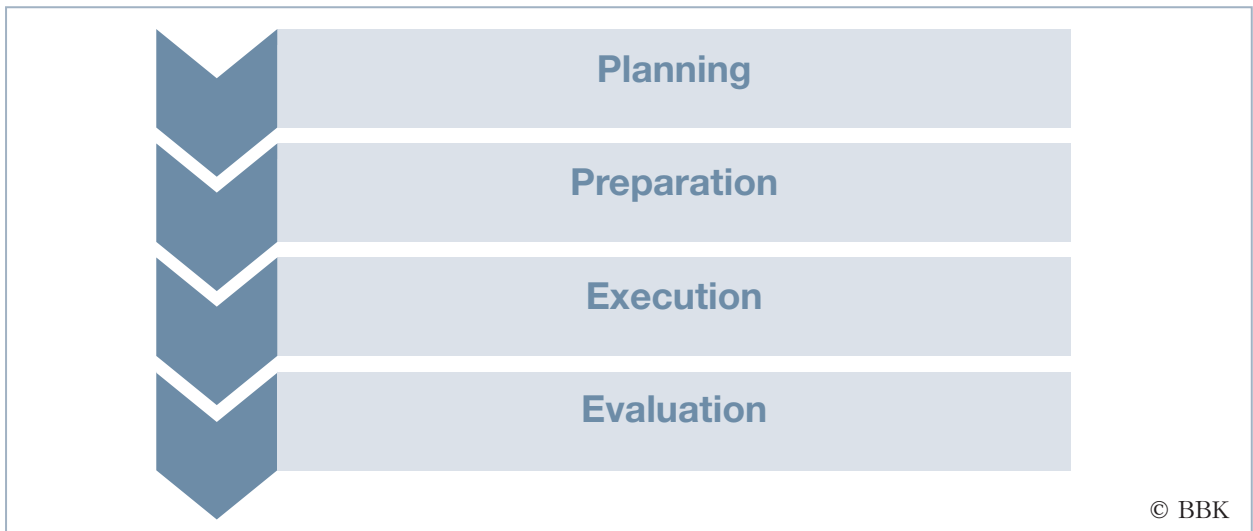 Planning
Preparation
Execution
Evaluation
© BBK